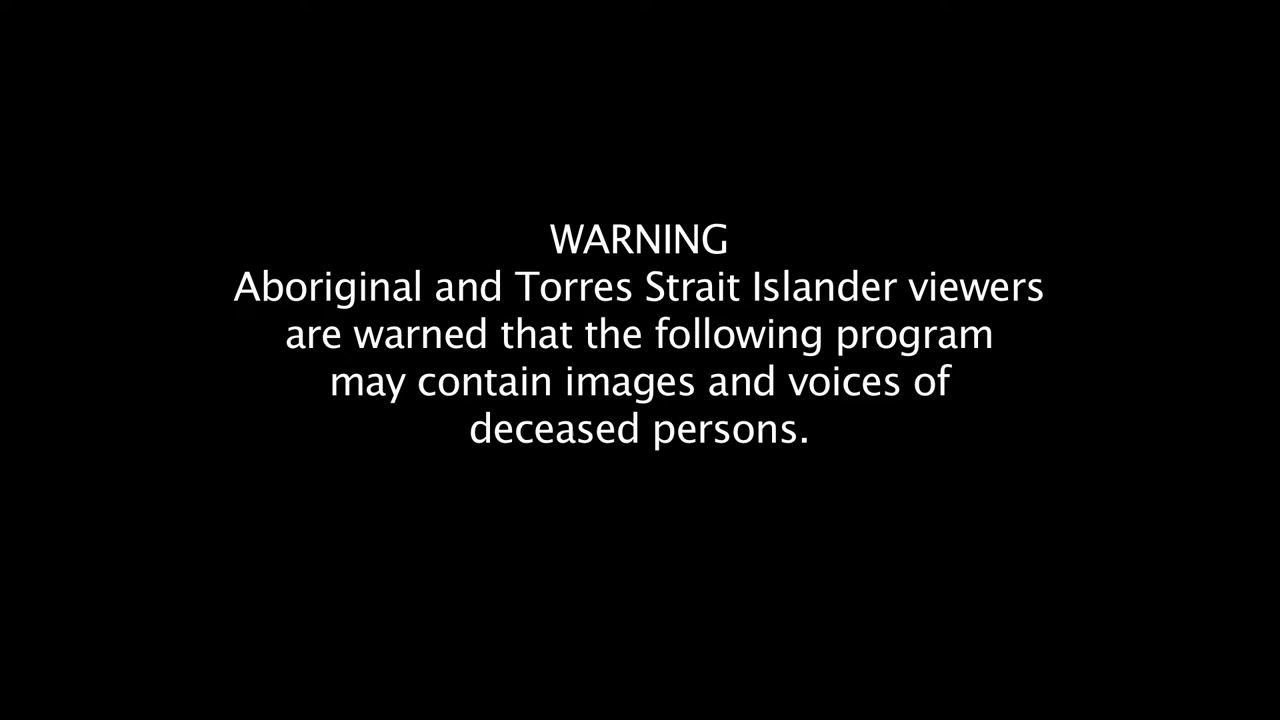 WARNING
Aboriginal and Torres Strait Islander viewers
are warned that the following program
may contain images and voices of
deceased persons.